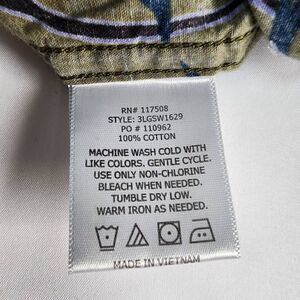 RN# 117508
STYLE: 3LGSW1629
PO # 110962
100% COTTON
MACHINE WASH COLD WITH
LIKE COLORS. GENTLE CYCLE.
USE ONLY NON-CHLORINE
BLEACH WHEN NEEDED.
TUMBLE DRY LOW.
WARM IRON AS NEEDED.
MADE IN VIETNAM